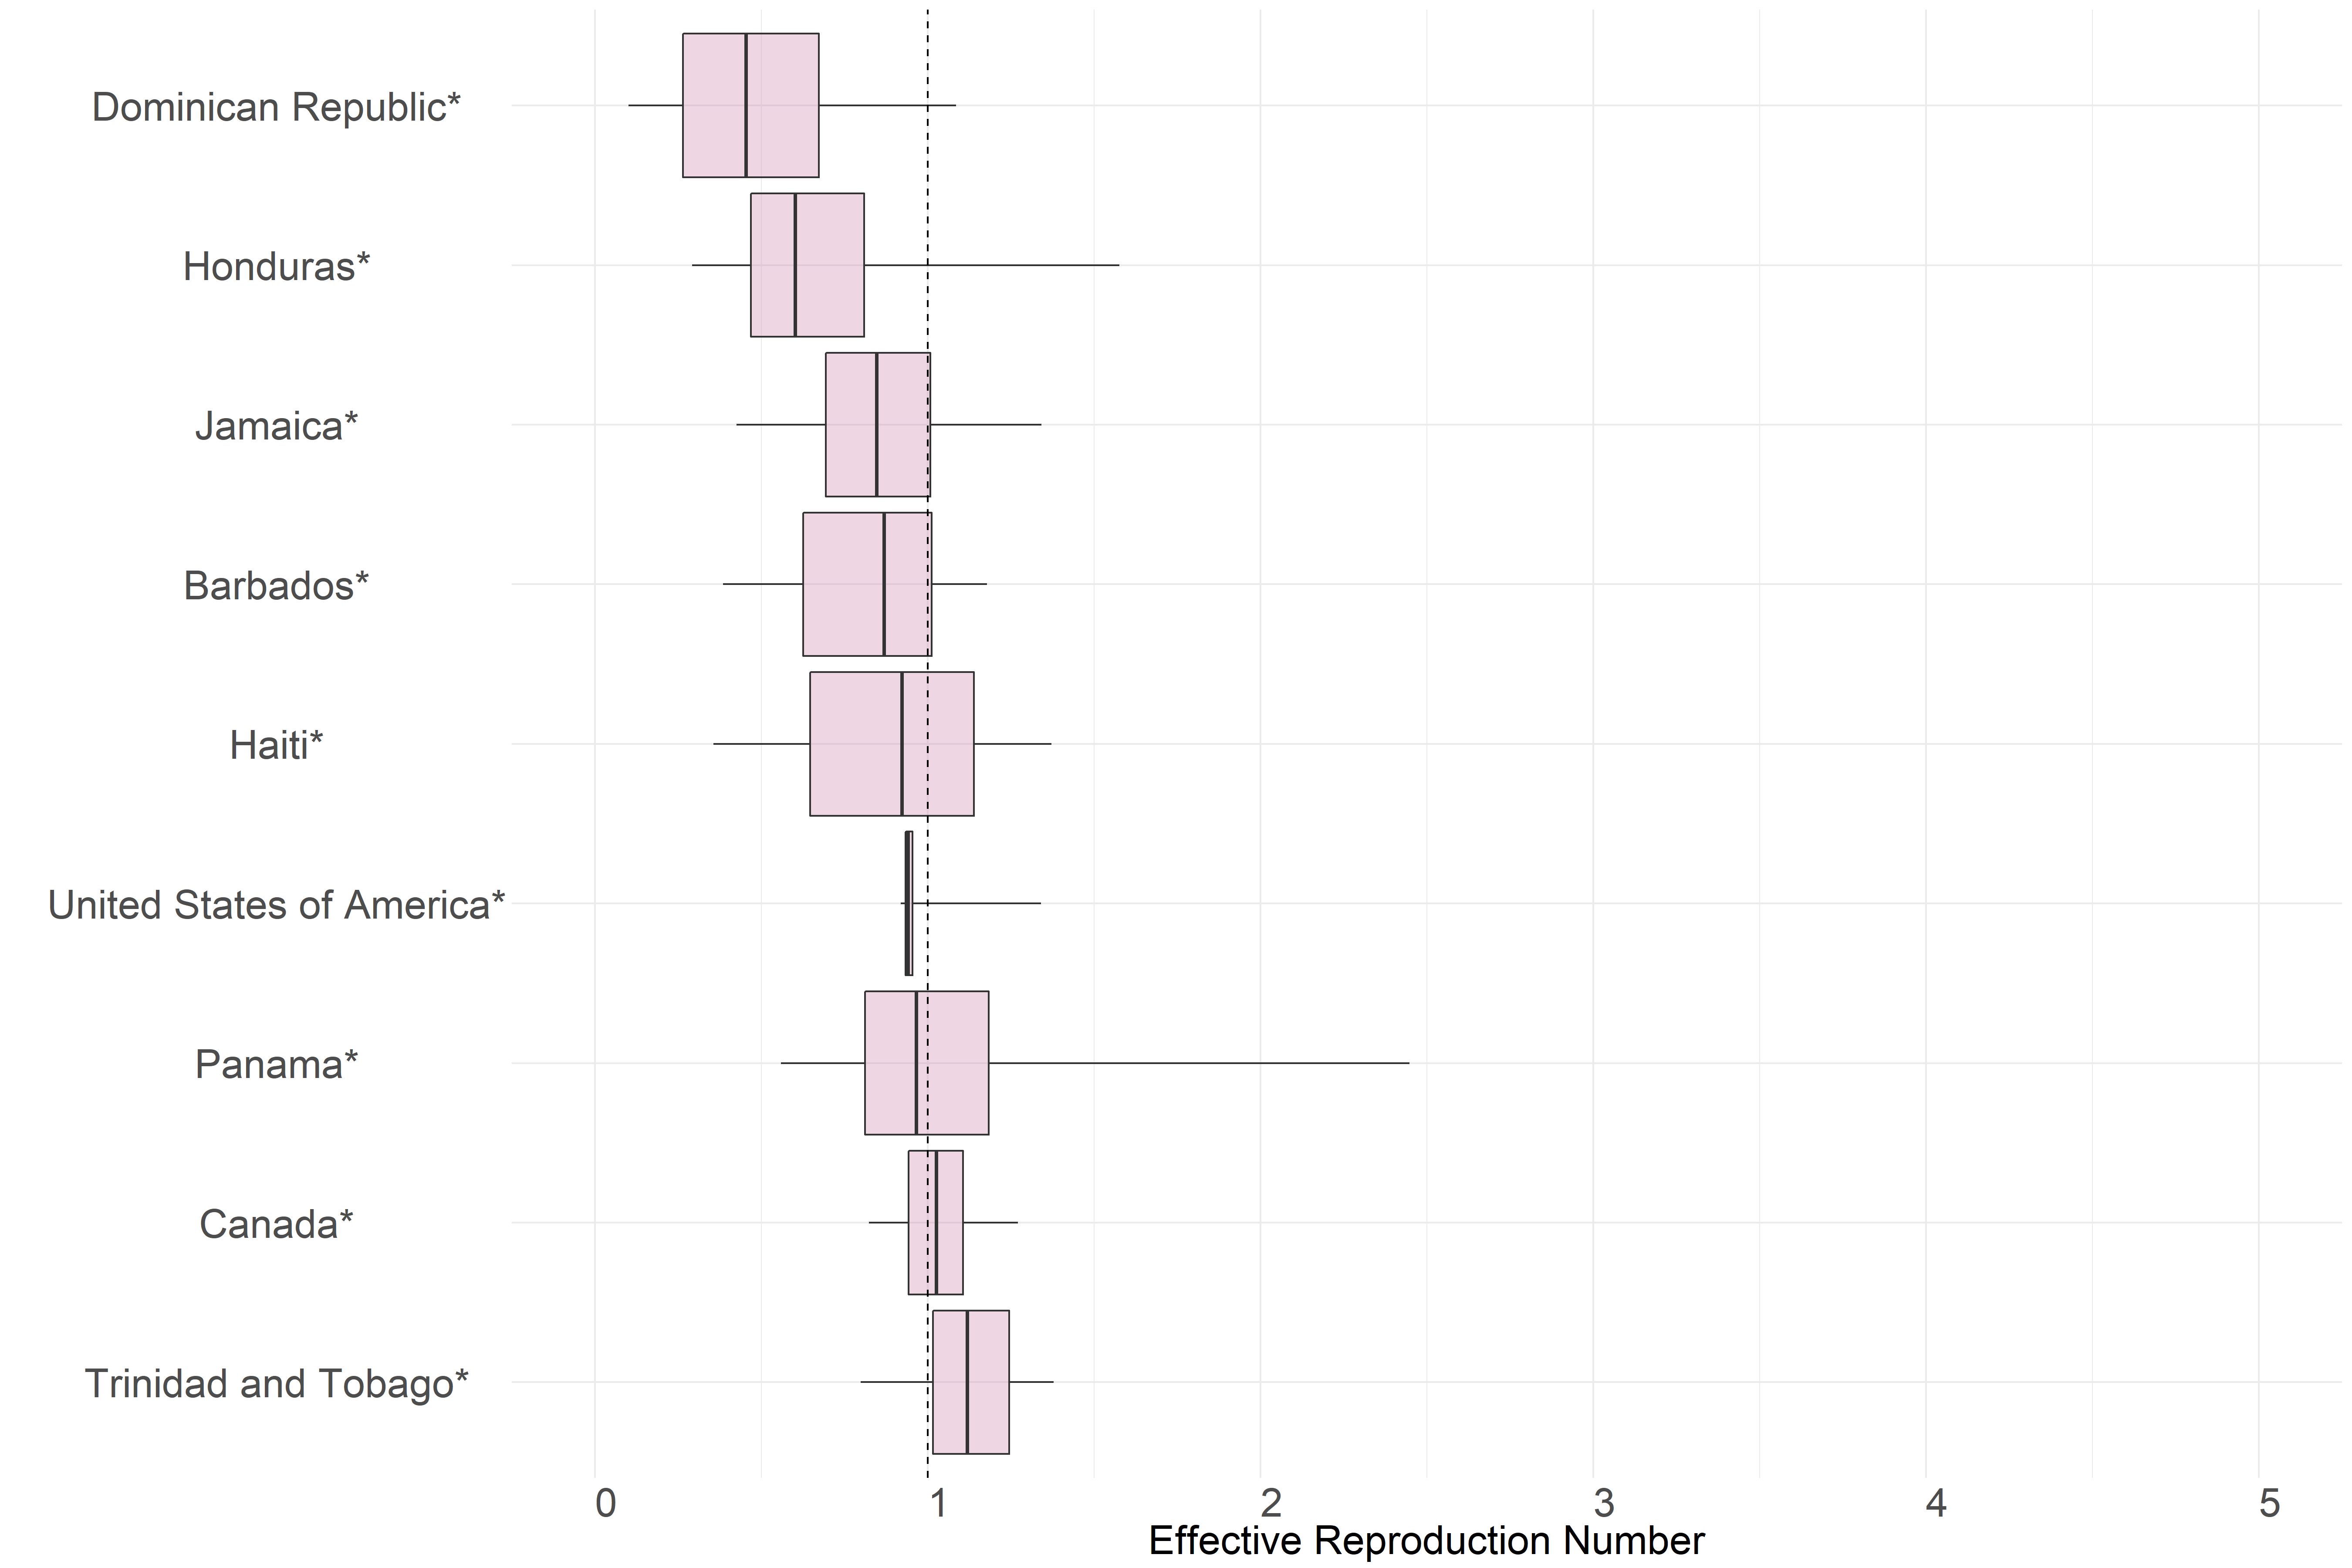 Dominican Republic*
Honduras*
Jamaica*
Barbados*
Haiti*
United States of America*
Panama*
Canada*
Trinidad and Tobago*
0 1 2 3 4 5
Effective Reproduction Number